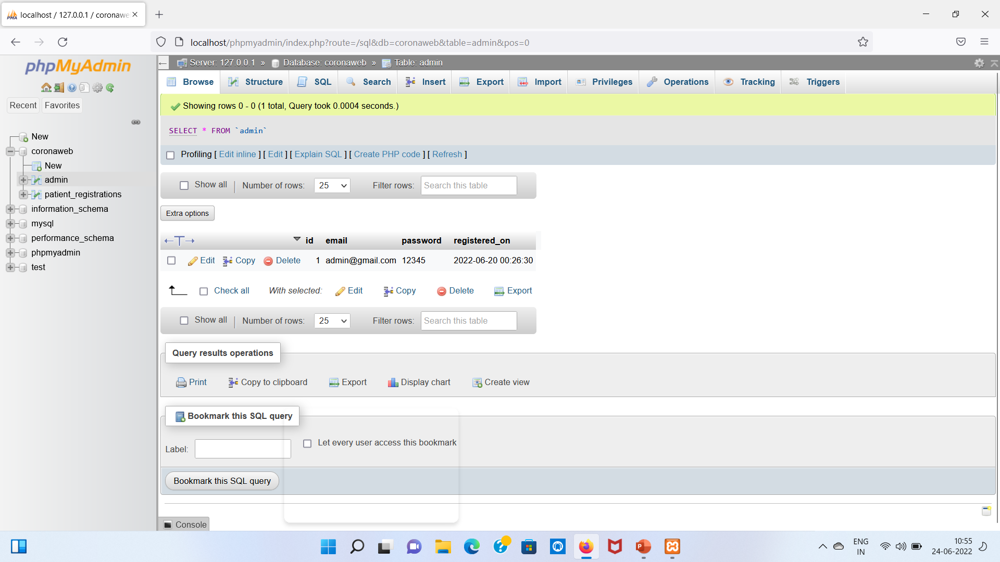 localhost / 127.0.0.1 / coronawe
localhost/phpmyadmin/index.php?route=/sql&db=coronaweb&table=admin&pos=0
phpMyAdmin
Recent Favorites
New
coronaweb
New
admin
patient_registrations
information_schema
mysql
performance_schema
phpmyadmin
test
Server: 127.0.0.1 » Database: coronaweb » Table: admin
Browse Structure SQL Search Insert Export Import Privileges Operations Tracking Triggers
Showing rows 0 - 0 (1 total, Query took 0.0004 seconds.)
SELECT * FROM `admin`
Profiling [ Edit inline ] [ Edit ] [ Explain SQL ] [ Create PHP code ] [ Refresh ]
Show all Number of rows: 25 Filter rows: Search this table
Extra options
id email password registered_on
Edit Copy Delete 1 admin@gmail.com 12345 2022-06-20 00:26:30
Check all With selected: Edit Copy Delete Export
Show all Number of rows: 25 Filter rows: Search this table
Query results operations
Print Copy to clipboard Export Display chart Create view
Bookmark this SQL query
Label: Let every user access this bookmark
Bookmark this SQL query
Console
ENG
IN
10:55
24-06-2022